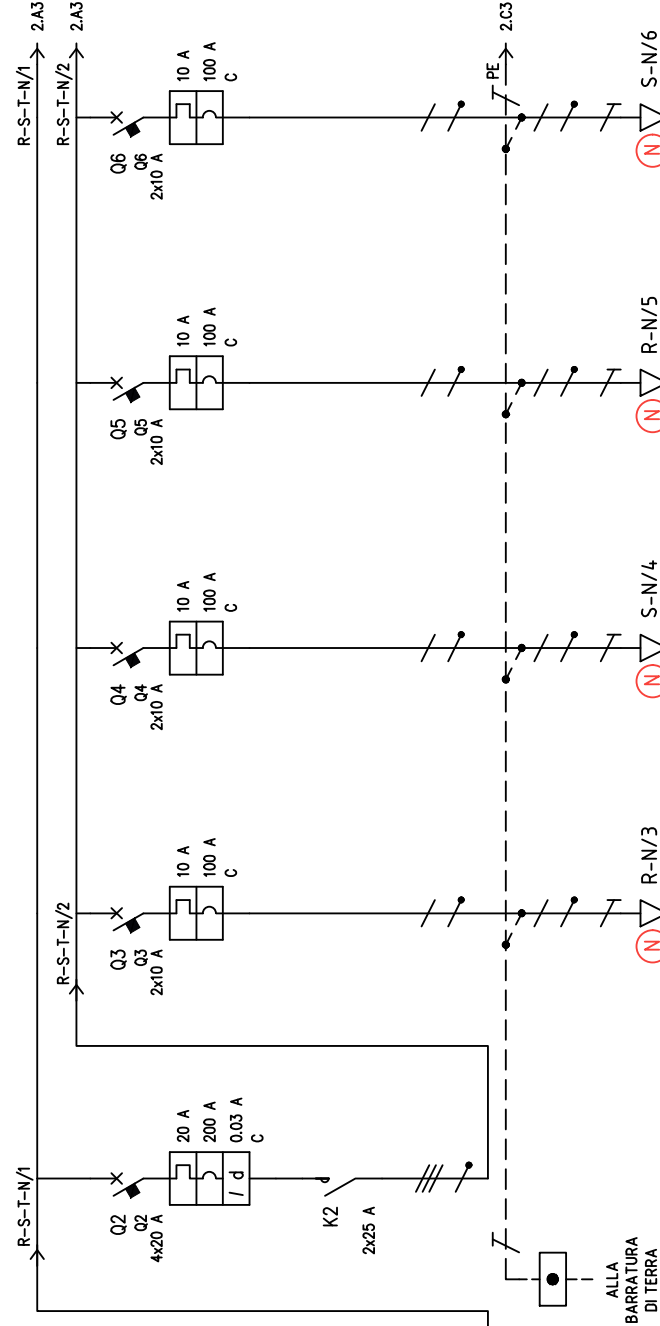 R-S-T-N/1
R-S-T-N/1
2.A3
R-S-T-N/2
R-S-T-N/2
2.A3
Q2
Q2
4x20 A
20 A
200 A
0.03 A
C
I d
K2
2x25 A
Q3
Q3
2x10 A
10 A
100 A
C
Q4
Q4
2x10 A
10 A
100 A
C
Q5
Q5
2x10 A
10 A
100 A
C
Q6
Q6
2x10 A
10 A
100 A
C
PE
2.C3
ALLA
BARRATURA
DI TERRA
N
R-N/3
N
S-N/4
N
R-N/5
N
S-N/6